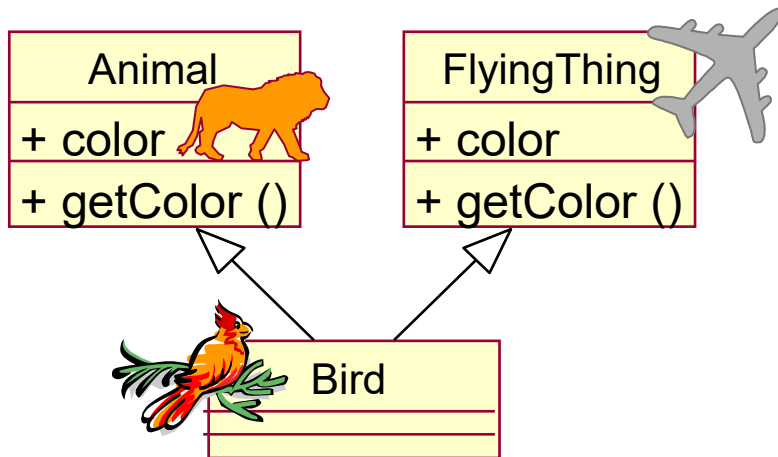 Animal
+ color
+ getColor ()
FlyingThing
+ color
+ getColor ()
Bird